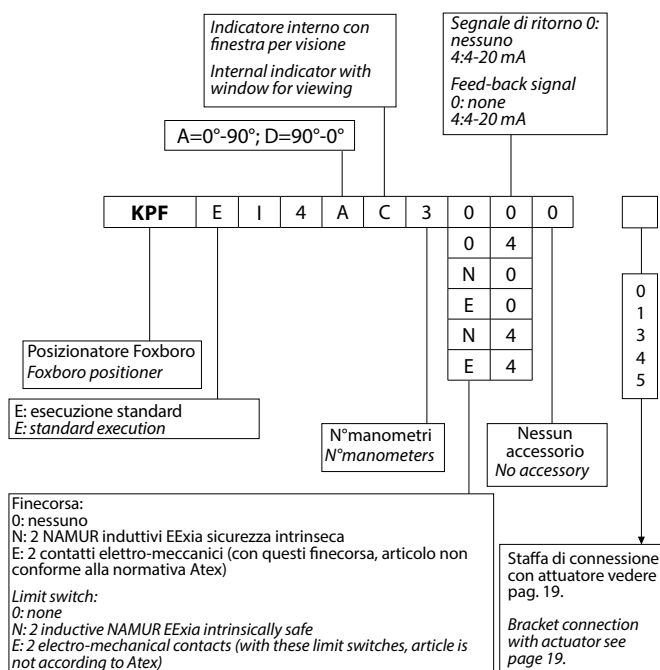 Indicatore interno con
finestra per visione
Internal indicator with
window for viewing
Segnale di ritorno 0:
nessuno
4:4-20 mA
Feed-back signal
0: none
4:4-20 mA
A=0°-90°; D=90°-0°
KPF E I 4 A C 3 0 0 0
0 4
N 0
E 0
N 4
E 4
0
1
3
4
5
Posizionatore Foxboro
Foxboro positioner
E: esecuzione standard
E: standard execution
N°manometri
N°manometers
Nessun
accessorio
No accessory
Finecorsa:
0: nessuno
N: 2 NAMUR induttivi EExia sicurezza intrinseca
E: 2 contatti elettro-meccanici (con questi finecorsa, articolo non
conforme alla normativa Atex)
Limit switch:
0: none
N: 2 inductive NAMUR EExia intrinsically safe
E: 2 electro-mechanical contacts (with these limit switches, article is
not according to Atex)
Staffa di connessione
con attuatore vedere
pag. 19.
Bracket connection
with actuator see
page 19.